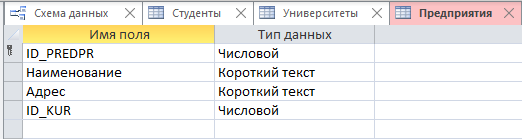 Схема данных Студенты Университеты Предприятия
Имя поля Тип данных
ID_PREDPR Числовой
Наименование Короткий текст
Адрес Короткий текст
ID_KUR Числовой